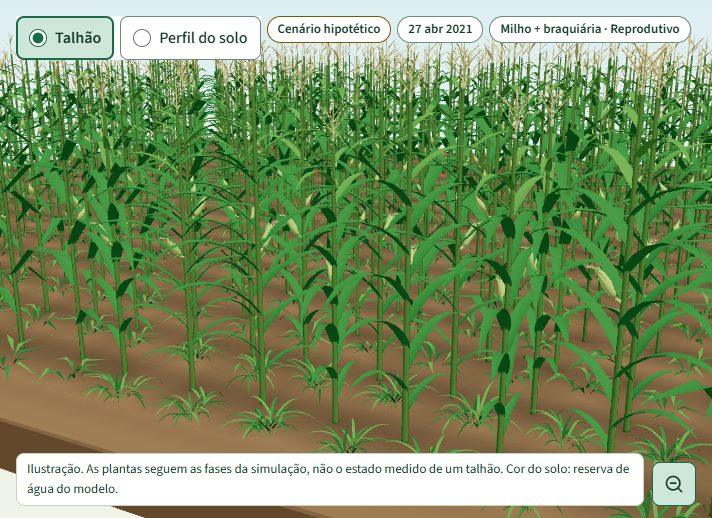 Talhão
Perfil do solo
Cenário hipotético
27 abr 2021
Milho + braquiária · Reprodutivo
Ilustração. As plantas seguem as fases da simulação, não o estado medido de um talhão. Cor do solo: reserva de
água do modelo.